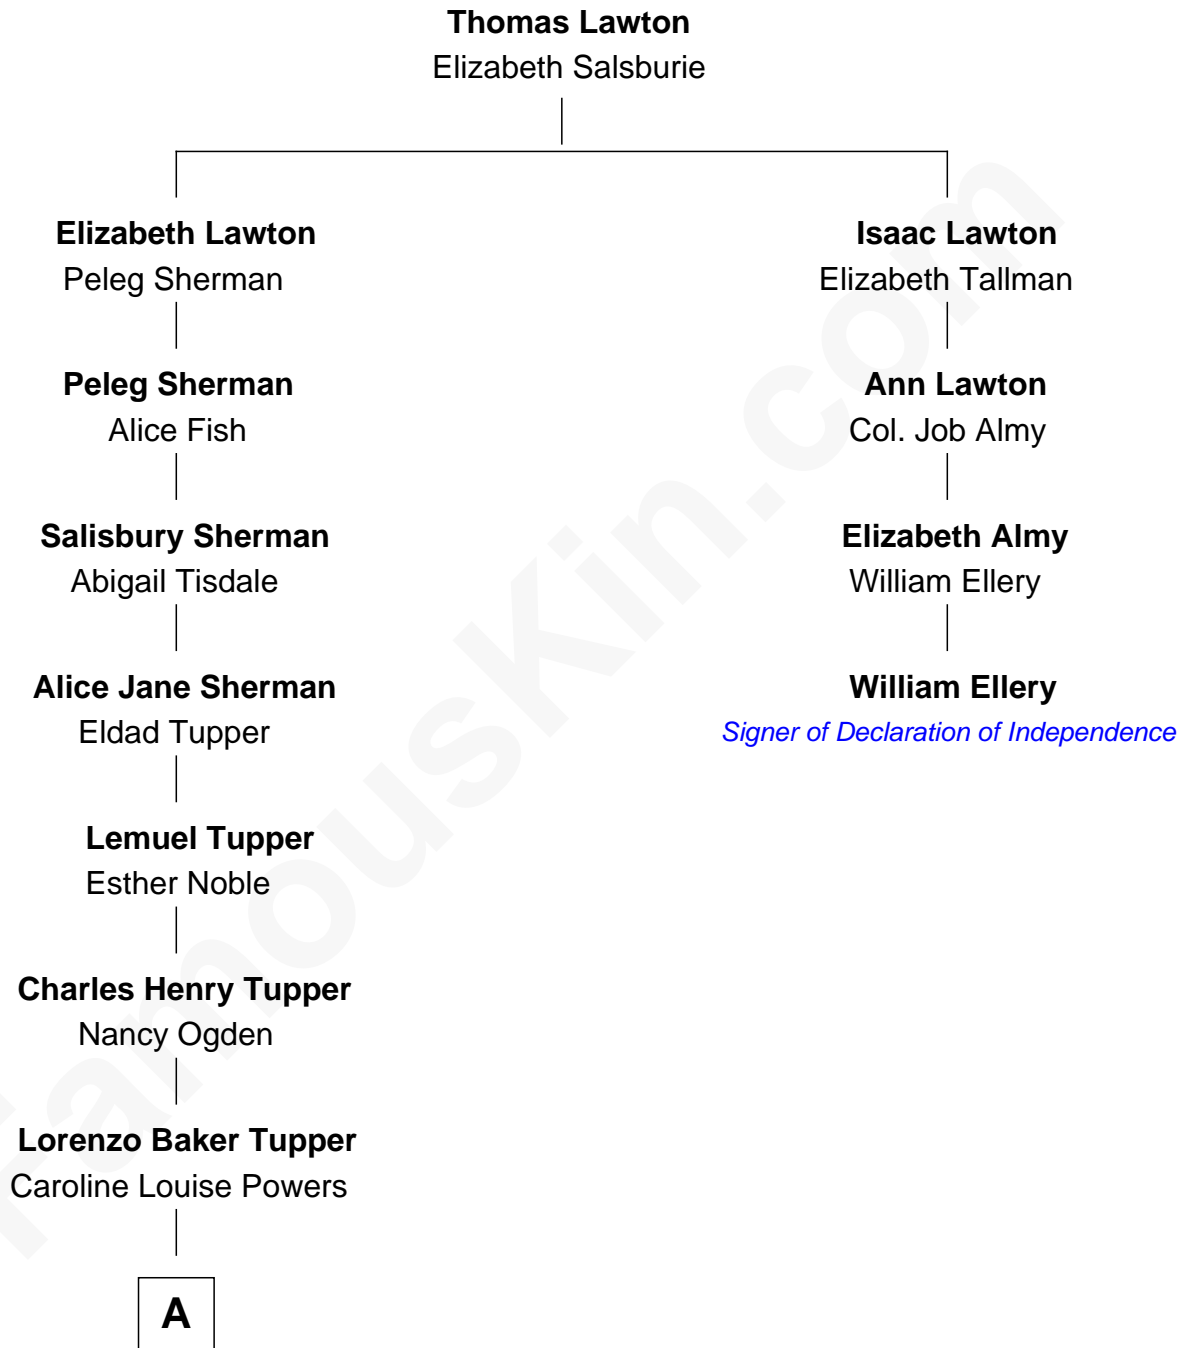 Thomas Lawton
Elizabeth Salsburie
Elizabeth Lawton
Peleg Sherman
Peleg Sherman
Alice Fish
Salisbury Sherman
Abigail Tisdale
Alice Jane Sherman
Eldad Tupper
Lemuel Tupper
Esther Noble
Charles Henry Tupper
Nancy Ogden
Lorenzo Baker Tupper
Caroline Louise Powers
A
Isaac Lawton
Elizabeth Tallman
Ann Lawton
Col. Job Almy
Elizabeth Almy
William Ellery
William Ellery
Signer of Declaration of Independence
FamousKin.com